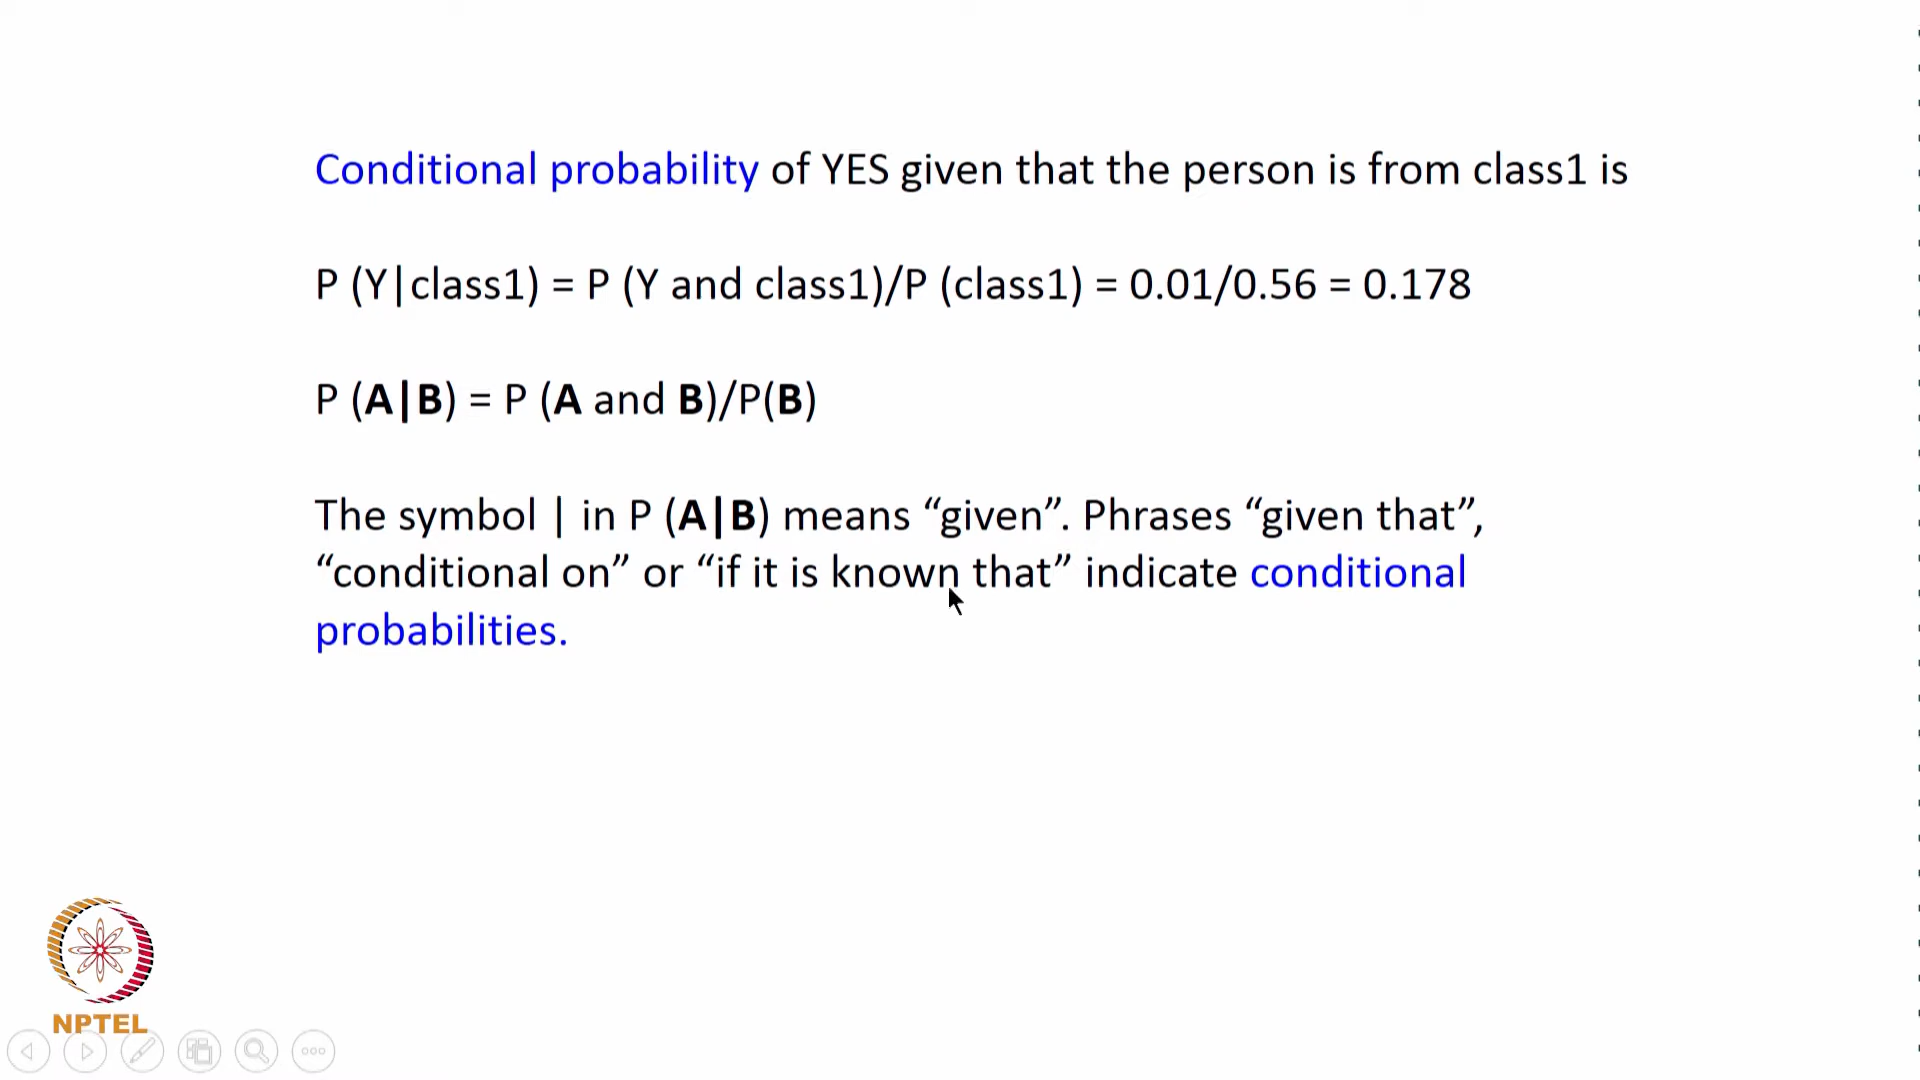 Conditional probability of YES given that the person is from class1 is
P (Y|class1) = P (Y and class1)/P (class1) = 0.01/0.56 = 0.178
P (A|B) = P (A and B)/P(B)
The symbol | in P (A|B) means “given”. Phrases “given that”,
“conditional on” or “if it is known that” indicate conditional
probabilities.
NPTEL